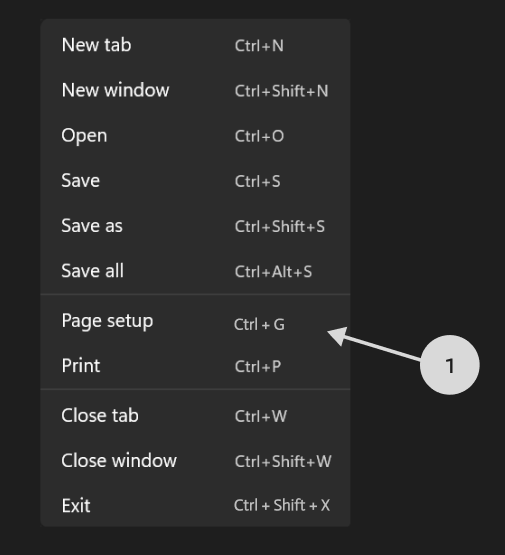 New tab Ctrl+N
New window Ctrl+Shift+N
Open Ctrl+O
Save Ctrl+S
Save as Ctrl+Shift+S
Save all Ctrl+Alt+S
Page setup Ctrl + G
1
Print Ctrl+P
Close tab Ctrl+W
Close window Ctrl+Shift+W
Exit Ctrl + Shift + X